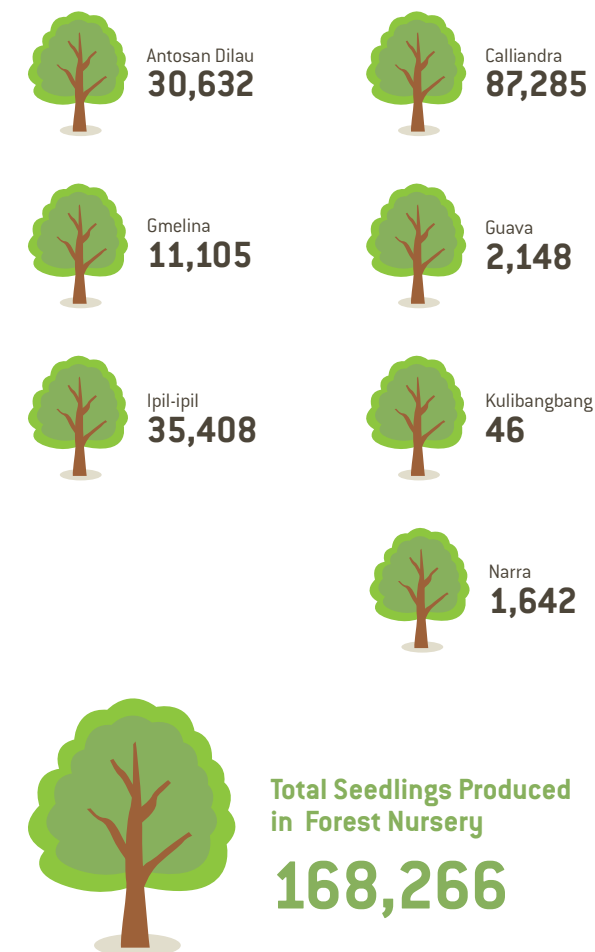 Antosan Dilau
30,632
Calliandra
87,285
Gmelina
11,105
Guava
2,148
Ipil-ipil
35,408
Kulibangbang
46
Narra
1,642
Total Seedlings Produced
in Forest Nursery
168,266